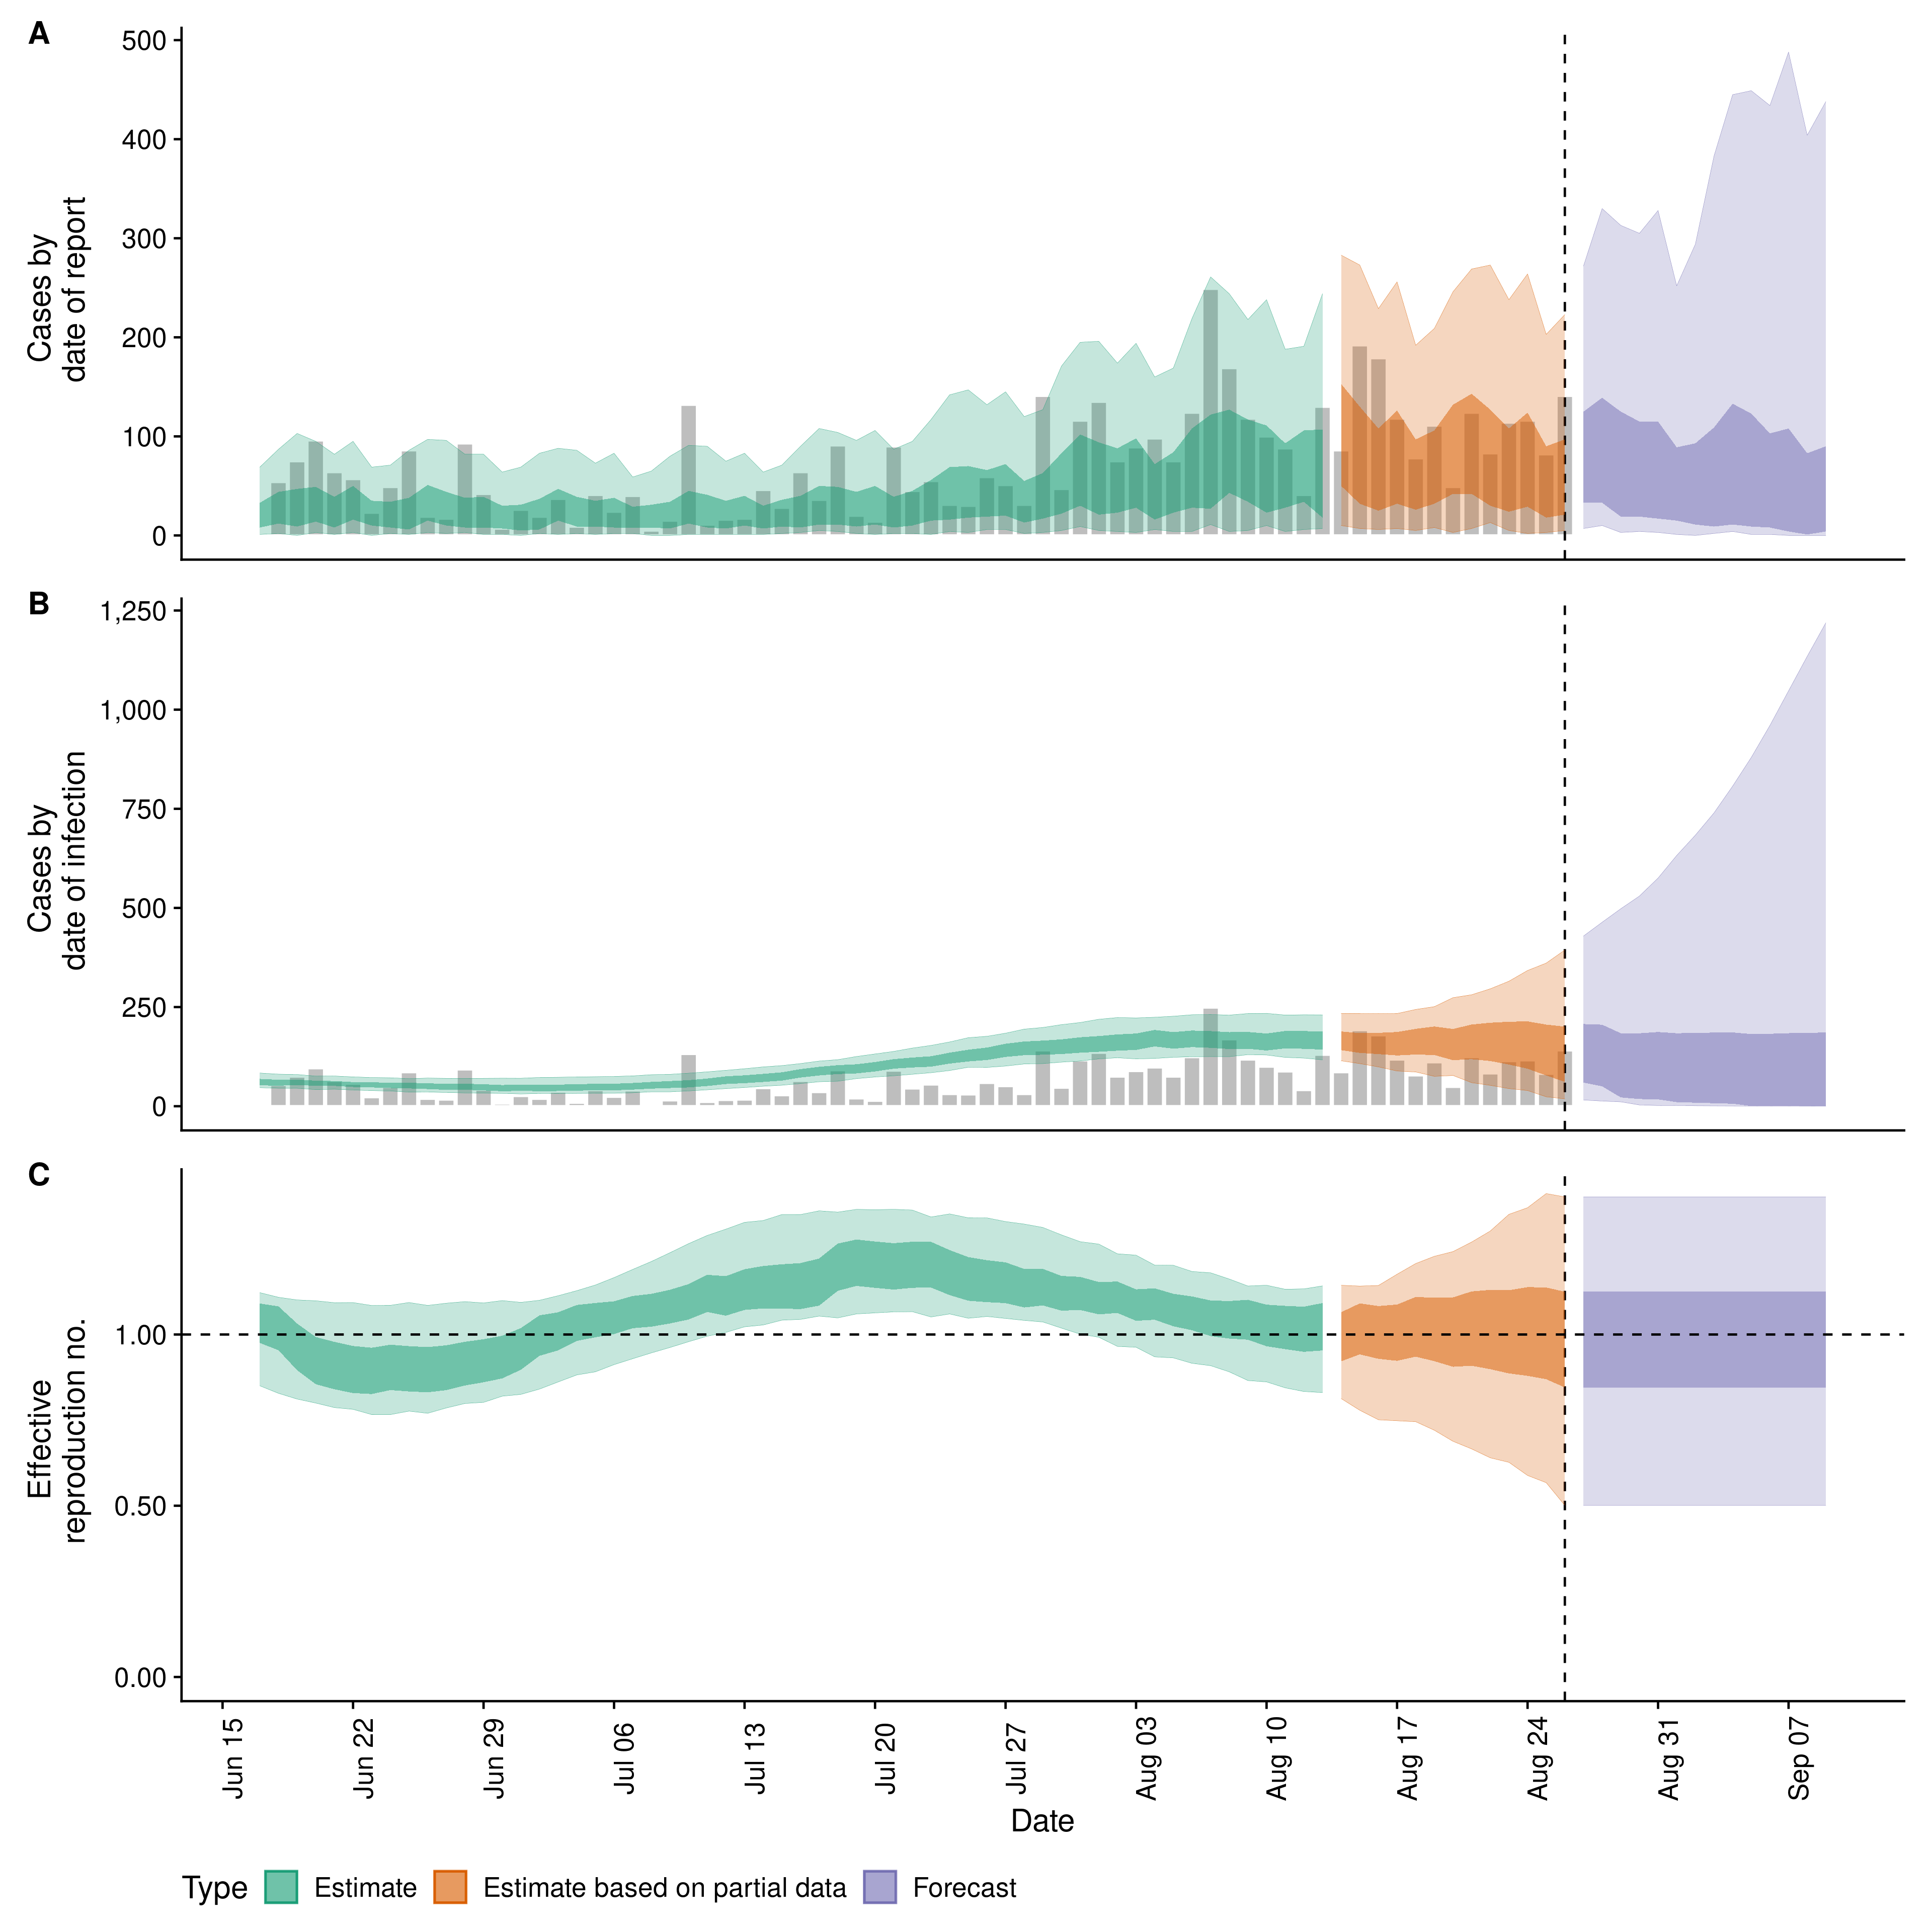 A
500
400
300
200
100
0
Cases by
date of report
B
1,250
1,000
750
500
250
0
Cases by
date of infection
C
1.00
0.50
0.00
Effective
reproduction no.
Jun 15
Jun 22
Jun 29
Jul 06
Jul 13
Jul 20
Jul 27
Aug 03
Aug 10
Aug 17
Aug 24
Aug 31
Sep 07
Date
Type Estimate Estimate based on partial data Forecast